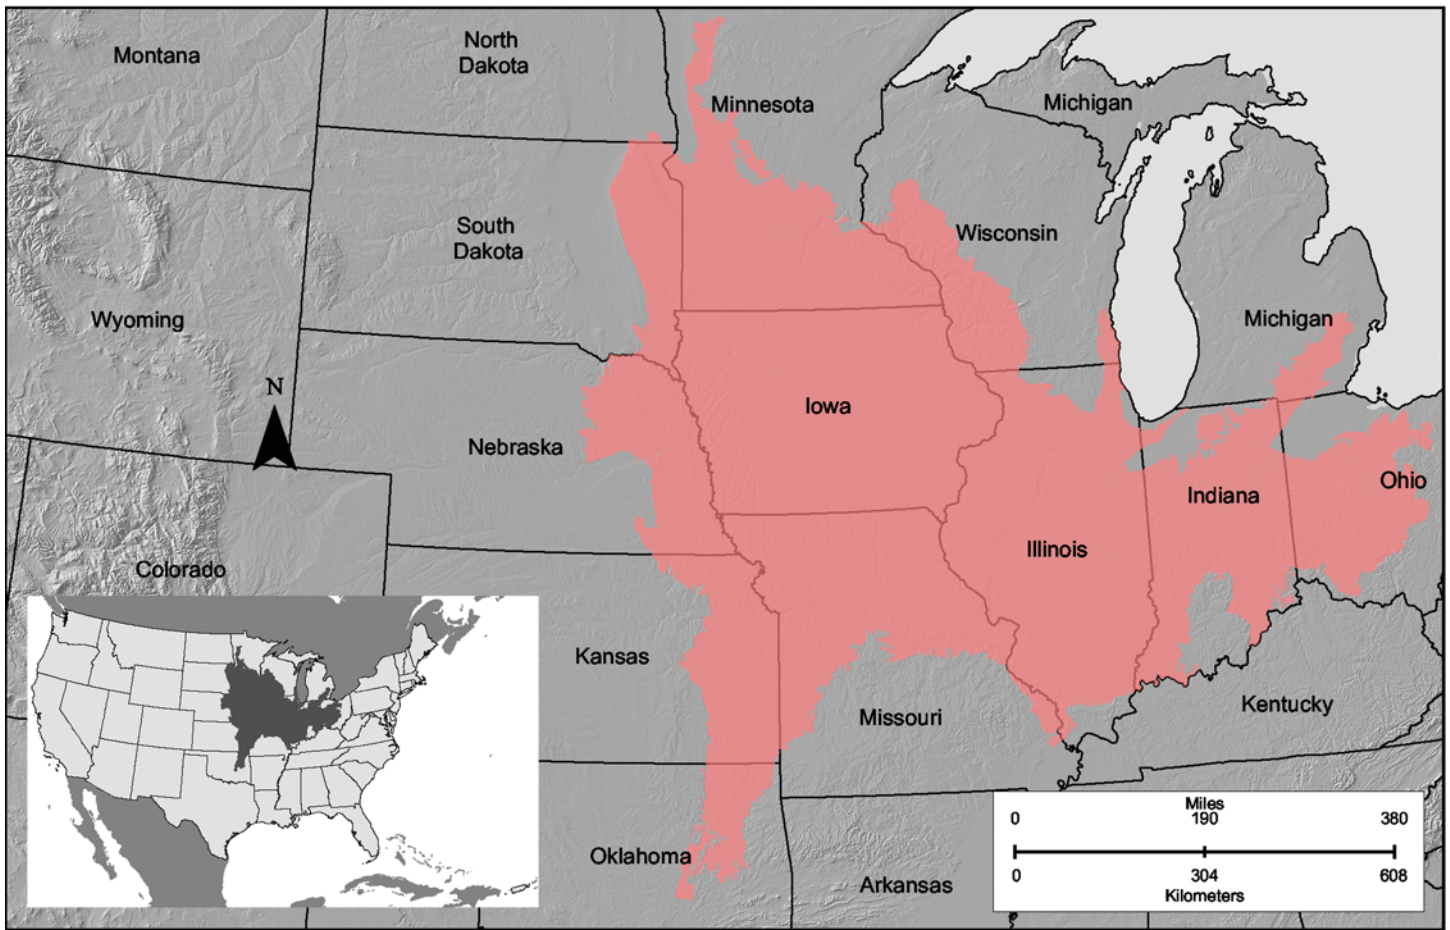 Montana
North
Dakota
Minnesota
Michigan
South
Dakota
Wisconsin
Wyoming
Michigan
N
Iowa
Nebraska
Ohio
Indiana
Illinois
Colorado
Kansas
Missouri
Kentucky
Miles
0 190 380
Oklahoma
0 304 608
Kilometers
Arkansas